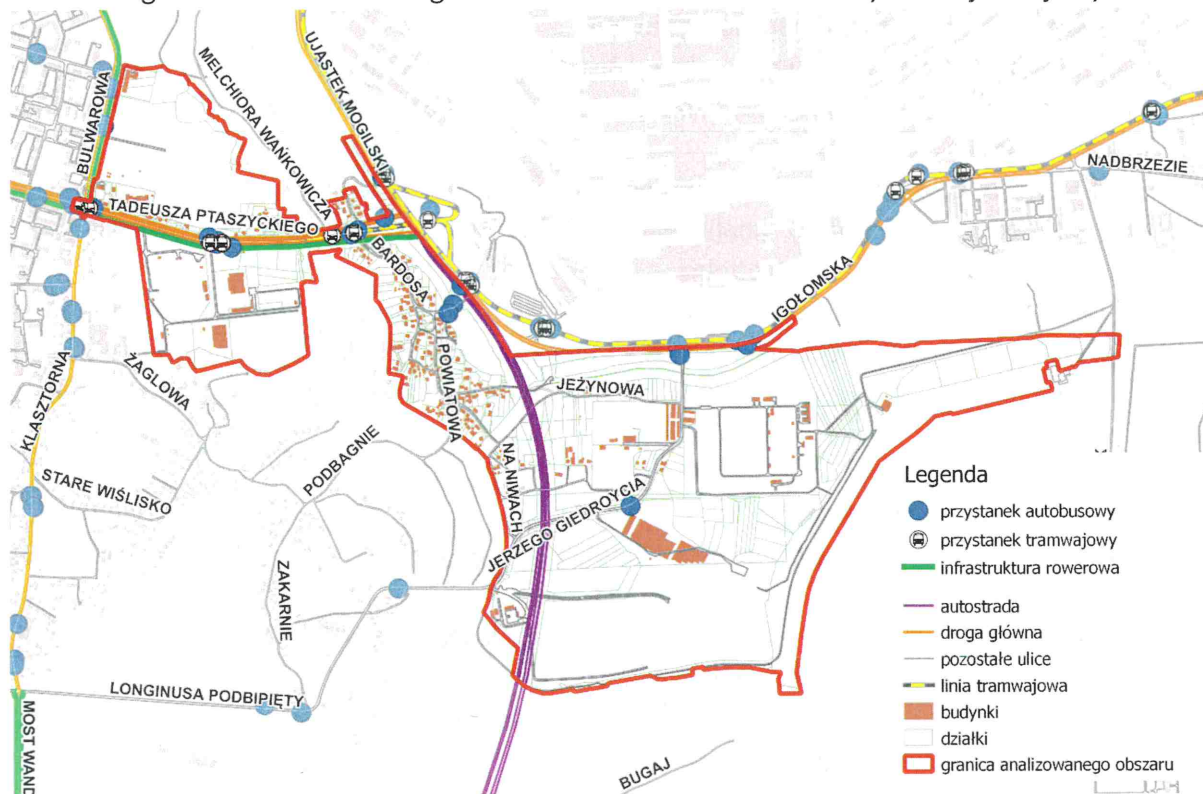 BULWAROWA
MELCHIORA WAŃKOWICZA
UJASTEK MOGILSKI
TADEUSZA PTASZYCKIEGO
BARDOSA
NADBRZEZIE
IGOŁOMSKA
KLASZTORNA
ŻAGLOWA
POWIATOWA
JEŻYNOWA
STARE WIŚLISKO
PODBAGNIE
NA NIWACH
JERZEGO GIEDROYCIA
ZAKARNIE
LONGINUSA PODBIPIĘTY
MOST WAND
BUGAJ
Legenda
przystanek autobusowy
przystanek tramwajowy
infrastruktura rowerowa
autostrada
droga główna
pozostałe ulice
linia tramwajowa
budynki
działki
granica analizowanego obszaru